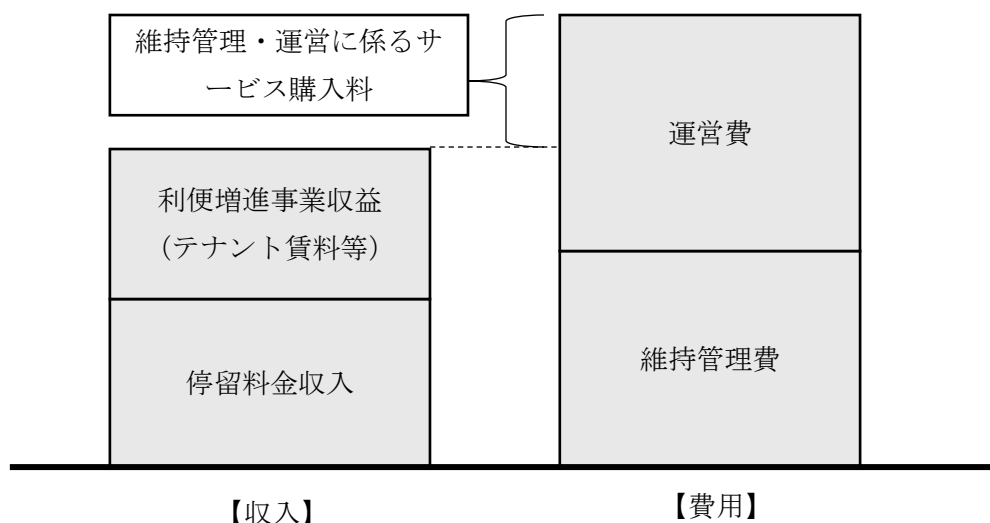 維持管理・運営に係るサ
ービス購入料
運営費
利便増進事業収益
（テナント賃料等）
維持管理費
停留料金収入
【収入】
【費用】